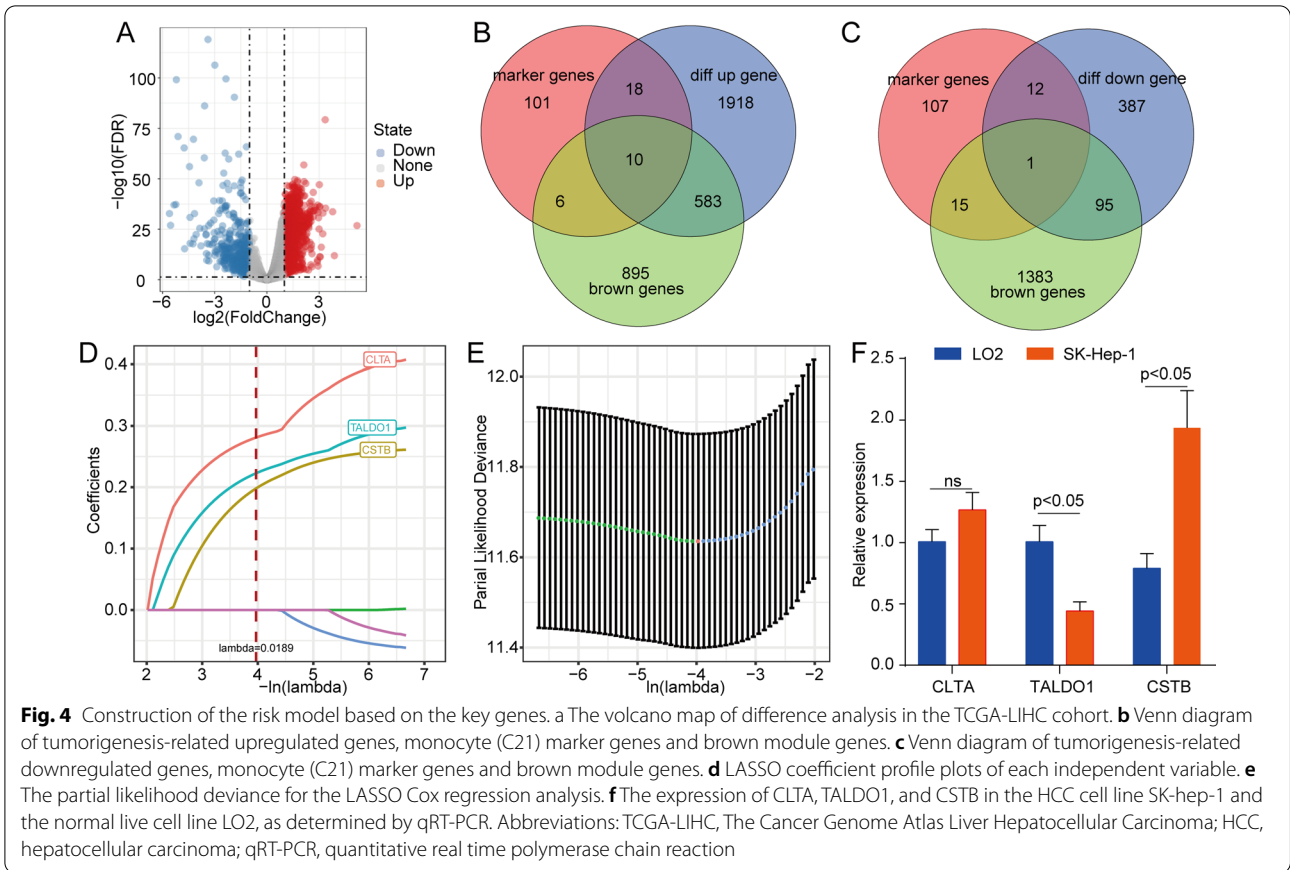 A
100
75
50
25
0
−log10(FDR)
−6 −3 0 3
log2(FoldChange)
State
Down
None
Up
B
marker genes
101
18
diff up gene
1918
10
6
583
895
brown genes
C
marker genes
107
12
diff down gene
387
1
15
95
1383
brown genes
D
0.4
0.3
0.2
0.1
0.0
Coefficients
CLTA
TALDO1
CSTB
lambda=0.0189
2 3 4 5 6 7
−ln(lambda)
E
12.0
11.8
11.6
11.4
Parial Likelihood Deviance
−6 −5 −4 −3 −2
ln(lambda)
F
LO2 SK-Hep-1
2.5
2.0
1.5
1.0
0.5
0.0
Relative expression
ns
p<0.05
p<0.05
CLTA TALDO1 CSTB
Fig. 4 Construction of the risk model based on the key genes. a The volcano map of difference analysis in the TCGA-LIHC cohort. b Venn diagram
of tumorigenesis-related upregulated genes, monocyte (C21) marker genes and brown module genes. c Venn diagram of tumorigenesis-related
downregulated genes, monocyte (C21) marker genes and brown module genes. d LASSO coefficient profile plots of each independent variable. e
The partial likelihood deviance for the LASSO Cox regression analysis. f The expression of CLTA, TALDO1, and CSTB in the HCC cell line SK-hep-1 and
the normal live cell line LO2, as determined by qRT-PCR. Abbreviations: TCGA-LIHC, The Cancer Genome Atlas Liver Hepatocellular Carcinoma; HCC,
hepatocellular carcinoma; qRT-PCR, quantitative real time polymerase chain reaction